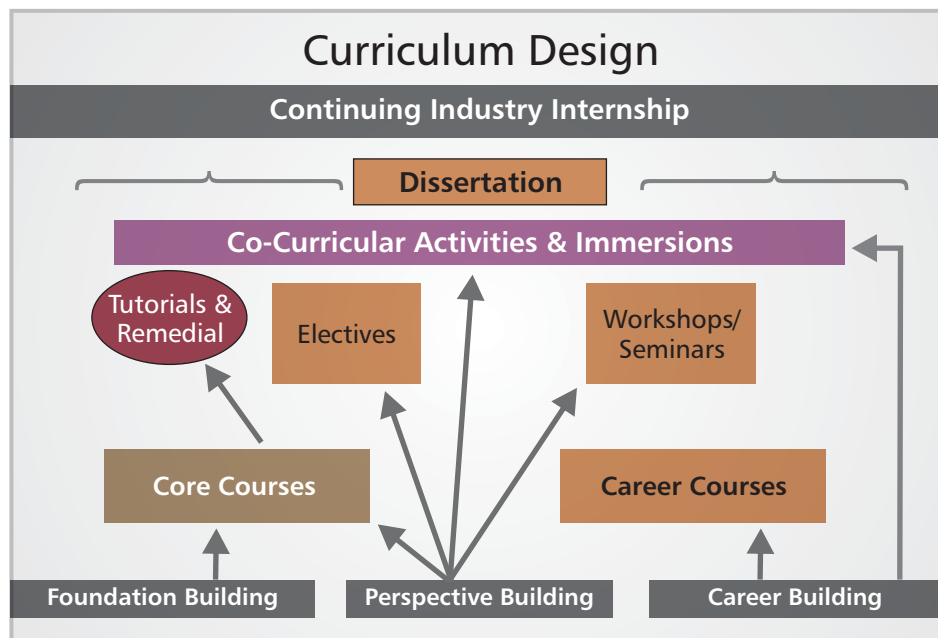 Curriculum Design
Continuing Industry Internship
Dissertation
Co-Curricular Activities & Immersions
Tutorials &
Remedial
Electives
Workshops/
Seminars
Core Courses
Career Courses
Foundation Building
Perspective Building
Career Building